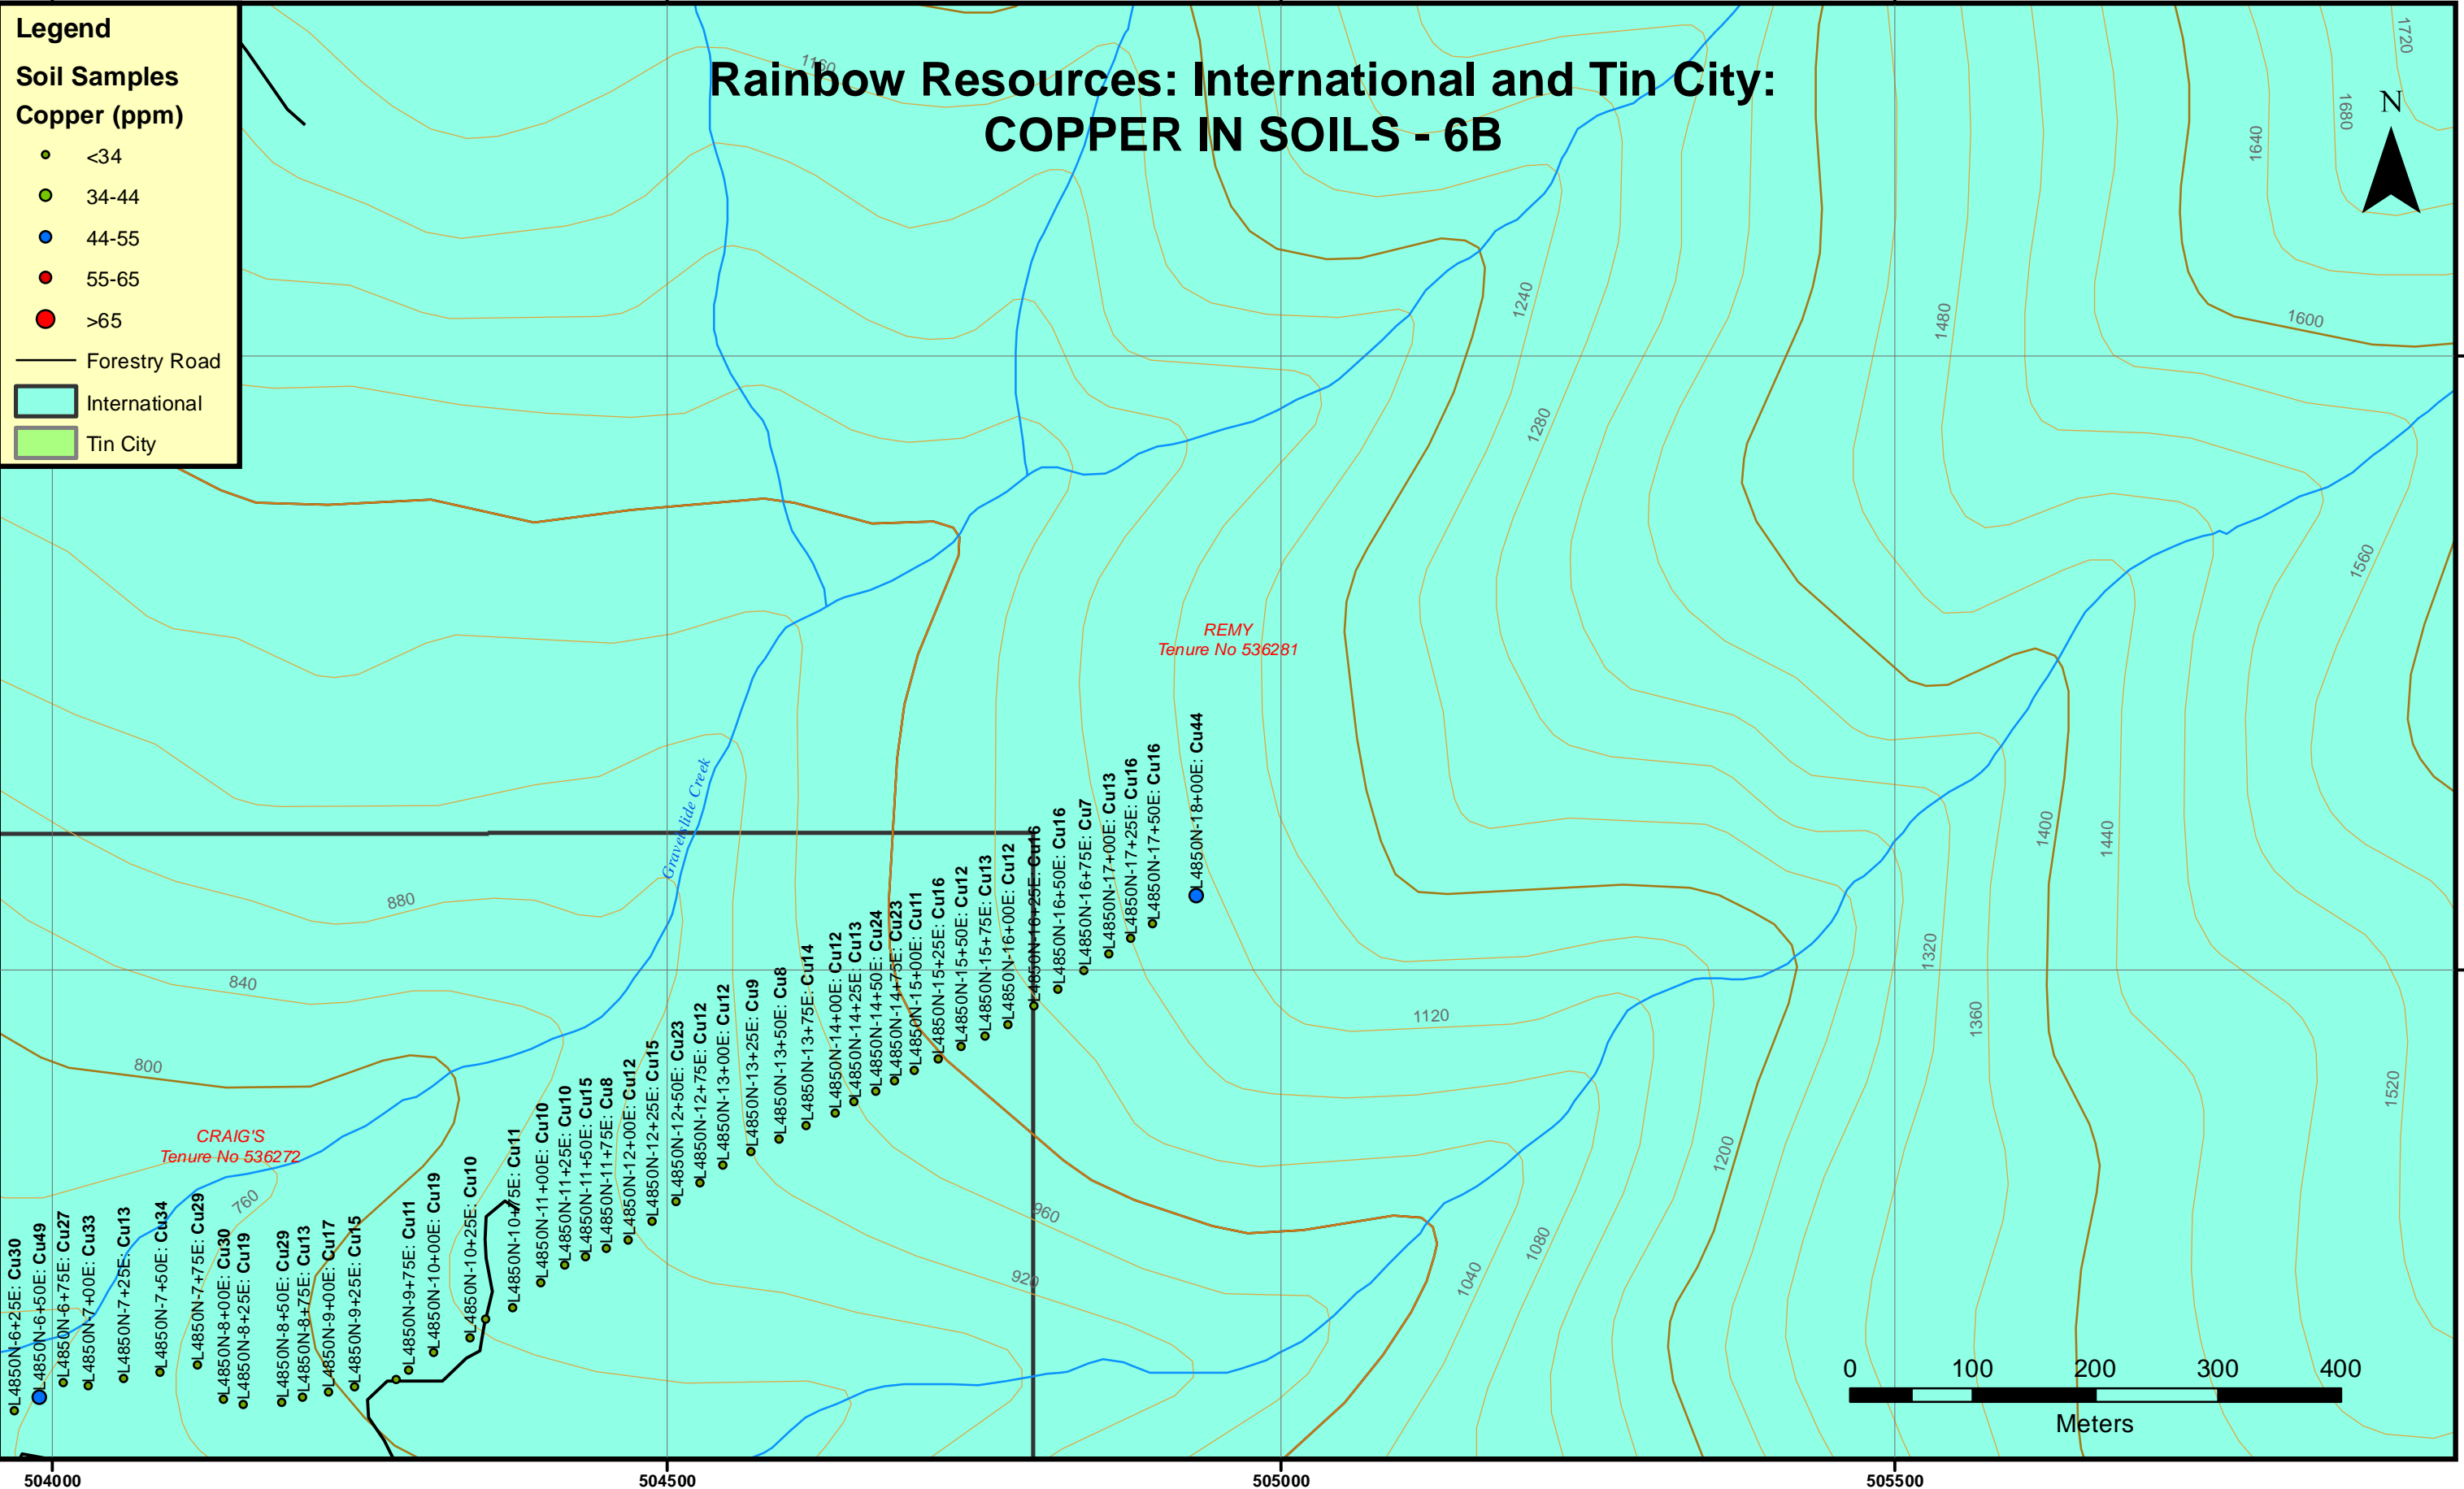 Legend
Soil Samples
Copper (ppm)
<34
34-44
44-55
55-65
>65
Forestry Road
International
Tin City
Rainbow Resources: International and Tin City:
COPPER IN SOILS - 6B
N
1160
1720
1680
1640
1600
1240
1480
1280
1560
REMY
Tenure No 536281
Graverslide Creek
880
840
800
1400
1440
1320
1360
1120
1520
1200
1080
1040
960
920
760
CRAIG'S
Tenure No 536272
L4850N-6+25E: Cu30
L4850N-6+50E: Cu49
L4850N-6+75E: Cu27
L4850N-7+00E: Cu33
L4850N-7+25E: Cu13
L4850N-7+50E: Cu34
L4850N-7+75E: Cu29
L4850N-8+00E: Cu30
L4850N-8+25E: Cu19
L4850N-8+50E: Cu29
L4850N-8+75E: Cu13
L4850N-9+00E: Cu17
L4850N-9+25E: Cu15
L4850N-9+75E: Cu11
L4850N-10+00E: Cu19
L4850N-10+25E: Cu10
L4850N-10+75E: Cu11
L4850N-11+00E: Cu10
L4850N-11+25E: Cu10
L4850N-11+50E: Cu15
L4850N-11+75E: Cu8
L4850N-12+00E: Cu12
L4850N-12+25E: Cu15
L4850N-12+50E: Cu23
L4850N-12+75E: Cu12
L4850N-13+00E: Cu12
L4850N-13+25E: Cu9
L4850N-13+50E: Cu8
L4850N-13+75E: Cu14
L4850N-14+00E: Cu12
L4850N-14+25E: Cu13
L4850N-14+50E: Cu24
L4850N-14+75E: Cu23
L4850N-15+00E: Cu11
L4850N-15+25E: Cu16
L4850N-15+50E: Cu12
L4850N-15+75E: Cu13
L4850N-16+00E: Cu12
L4850N-16+25E: Cu16
L4850N-16+50E: Cu16
L4850N-16+75E: Cu7
L4850N-17+00E: Cu13
L4850N-17+25E: Cu16
L4850N-17+50E: Cu16
L4850N-18+00E: Cu44
0 100 200 300 400
Meters
504000 504500 505000 505500